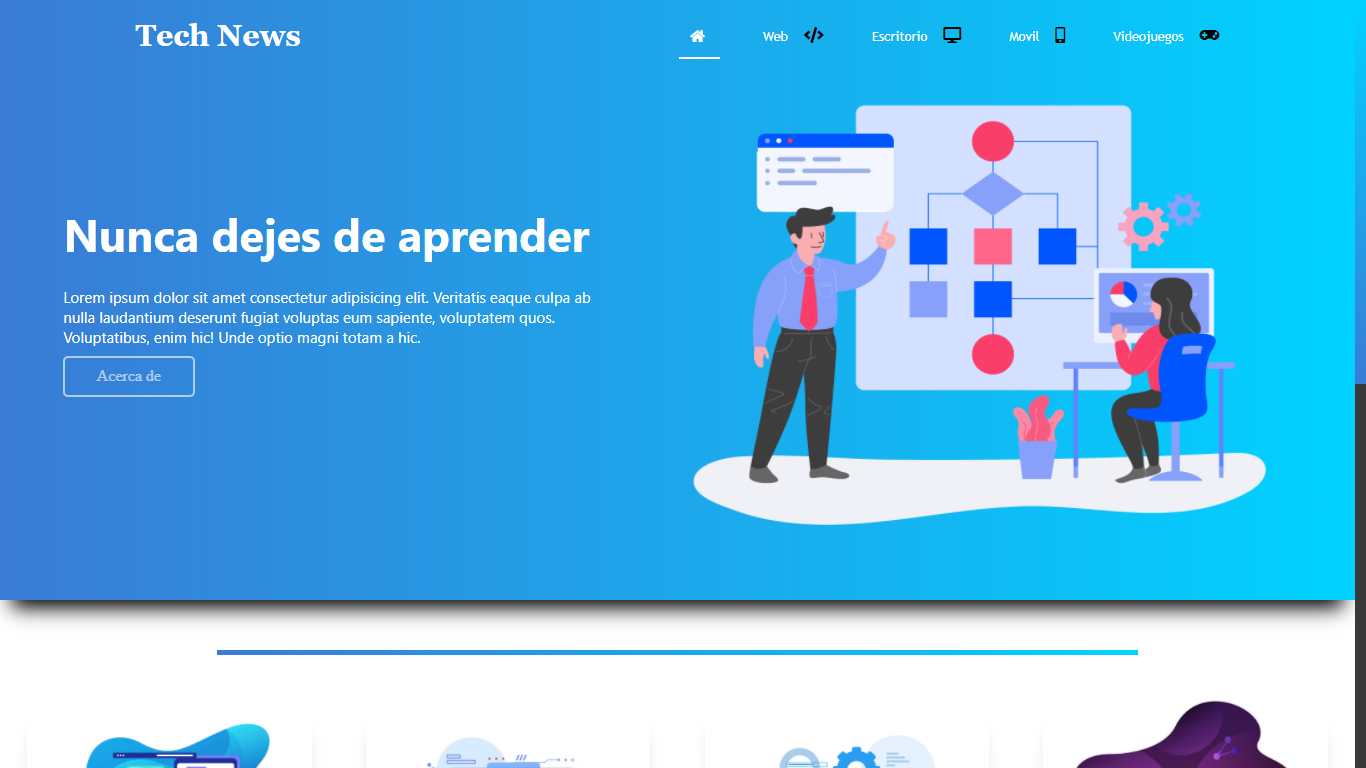 Tech News
Web
Escritorio
Movil
Videojuegos
Nunca dejes de aprender
Lorem ipsum dolor sit amet consectetur adipisicing elit. Veritatis eaque culpa ab
nulla laudantium deserunt fugiat voluptas eum sapiente, voluptatem quos.
Voluptatibus, enim hic! Unde optio magni totam a hic.
Acerca de